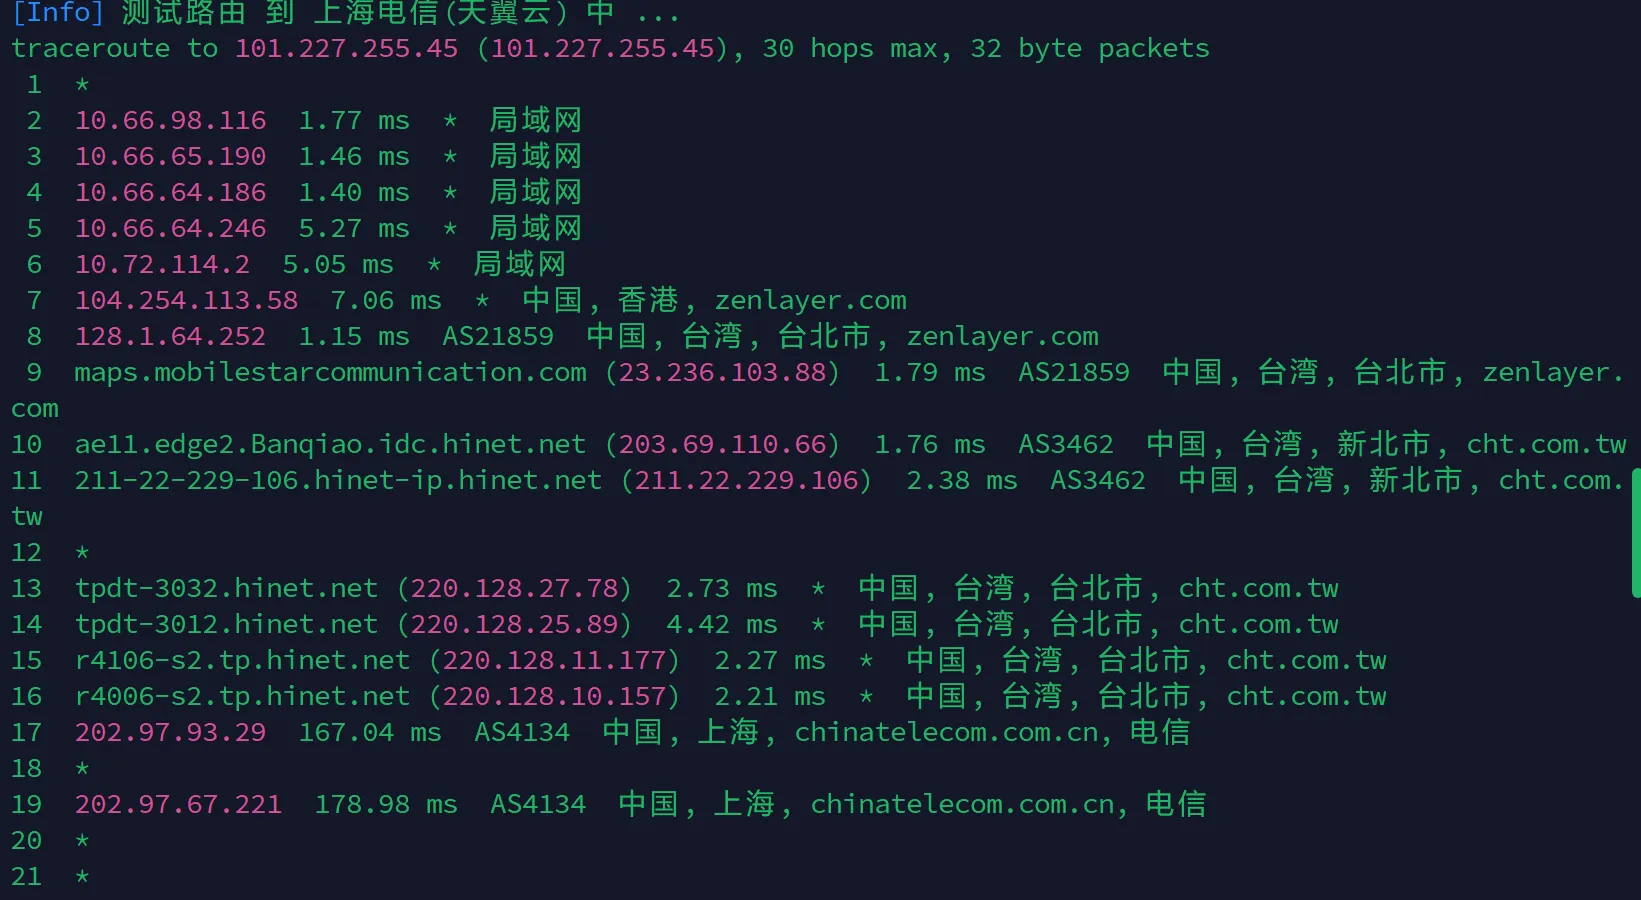 [Info] 测试路由 到 上海电信(天翼云) 中 ...
traceroute to 101.227.255.45 (101.227.255.45), 30 hops max, 32 byte packets
1 *
2 10.66.98.116 1.77 ms * 局域网
3 10.66.65.190 1.46 ms * 局域网
4 10.66.64.186 1.40 ms * 局域网
5 10.66.64.246 5.27 ms * 局域网
6 10.72.114.2 5.05 ms * 局域网
7 104.254.113.58 7.06 ms * 中国, 香港, zenlayer.com
8 128.1.64.252 1.15 ms AS21859 中国, 台湾, 台北市, zenlayer.com
9 maps.mobilestarcommunication.com (23.236.103.88) 1.79 ms AS21859 中国, 台湾, 台北市, zenlayer.
com
10 ae11.edge2.Banqiao.idc.hinet.net (203.69.110.66) 1.76 ms AS3462 中国, 台湾, 新北市, cht.com.tw
11 211-22-229-106.hinet-ip.hinet.net (211.22.229.106) 2.38 ms AS3462 中国, 台湾, 新北市, cht.com.
tw
12 *
13 tpdt-3032.hinet.net (220.128.27.78) 2.73 ms * 中国, 台湾, 台北市, cht.com.tw
14 tpdt-3012.hinet.net (220.128.25.89) 4.42 ms * 中国, 台湾, 台北市, cht.com.tw
15 r4106-s2.tp.hinet.net (220.128.11.177) 2.27 ms * 中国, 台湾, 台北市, cht.com.tw
16 r4006-s2.tp.hinet.net (220.128.10.157) 2.21 ms * 中国, 台湾, 台北市, cht.com.tw
17 202.97.93.29 167.04 ms AS4134 中国, 上海, chinatelecom.com.cn, 电信
18 *
19 202.97.67.221 178.98 ms AS4134 中国, 上海, chinatelecom.com.cn, 电信
20 *
21 *